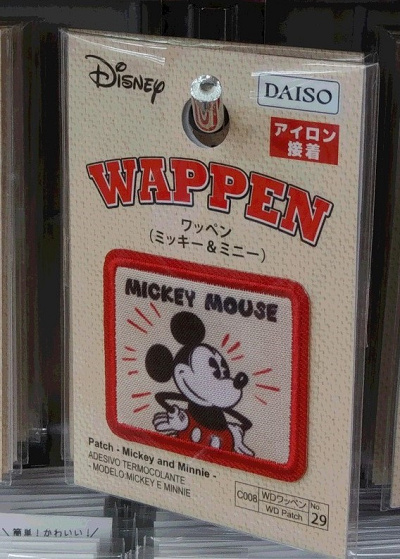 Disney
DAISO
アイロン
接着
WAPPEN
ワッペン
(ミッキー&ミニー)
MICKEY MOUSE
Patch - Mickey and Minnie -
ADESIVO TERMOCOLANTE
- MODELO MICKEY E MINNIE
C008 WDワッペン No.
WD Patch 29
\ 簡単!かわいい! /